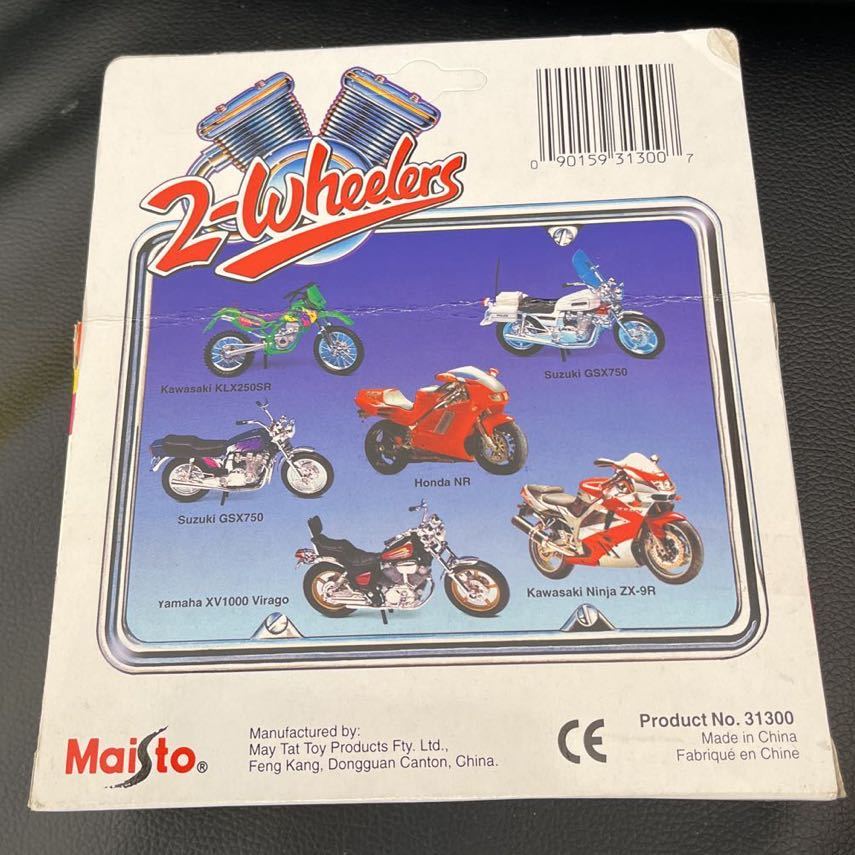 2-Wheelers
0 90159 31300 7
Kawasaki KLX250SR
Suzuki GSX750
Honda NR
Suzuki GSX750
Yamaha XV1000 Virago
Kawasaki Ninja ZX-9R
Maisto®
Manufactured by:
May Tat Toy Products Fty. Ltd.,
Feng Kang, Dongguan Canton, China.
CE
Product No. 31300
Made in China
Fabriqué en Chine